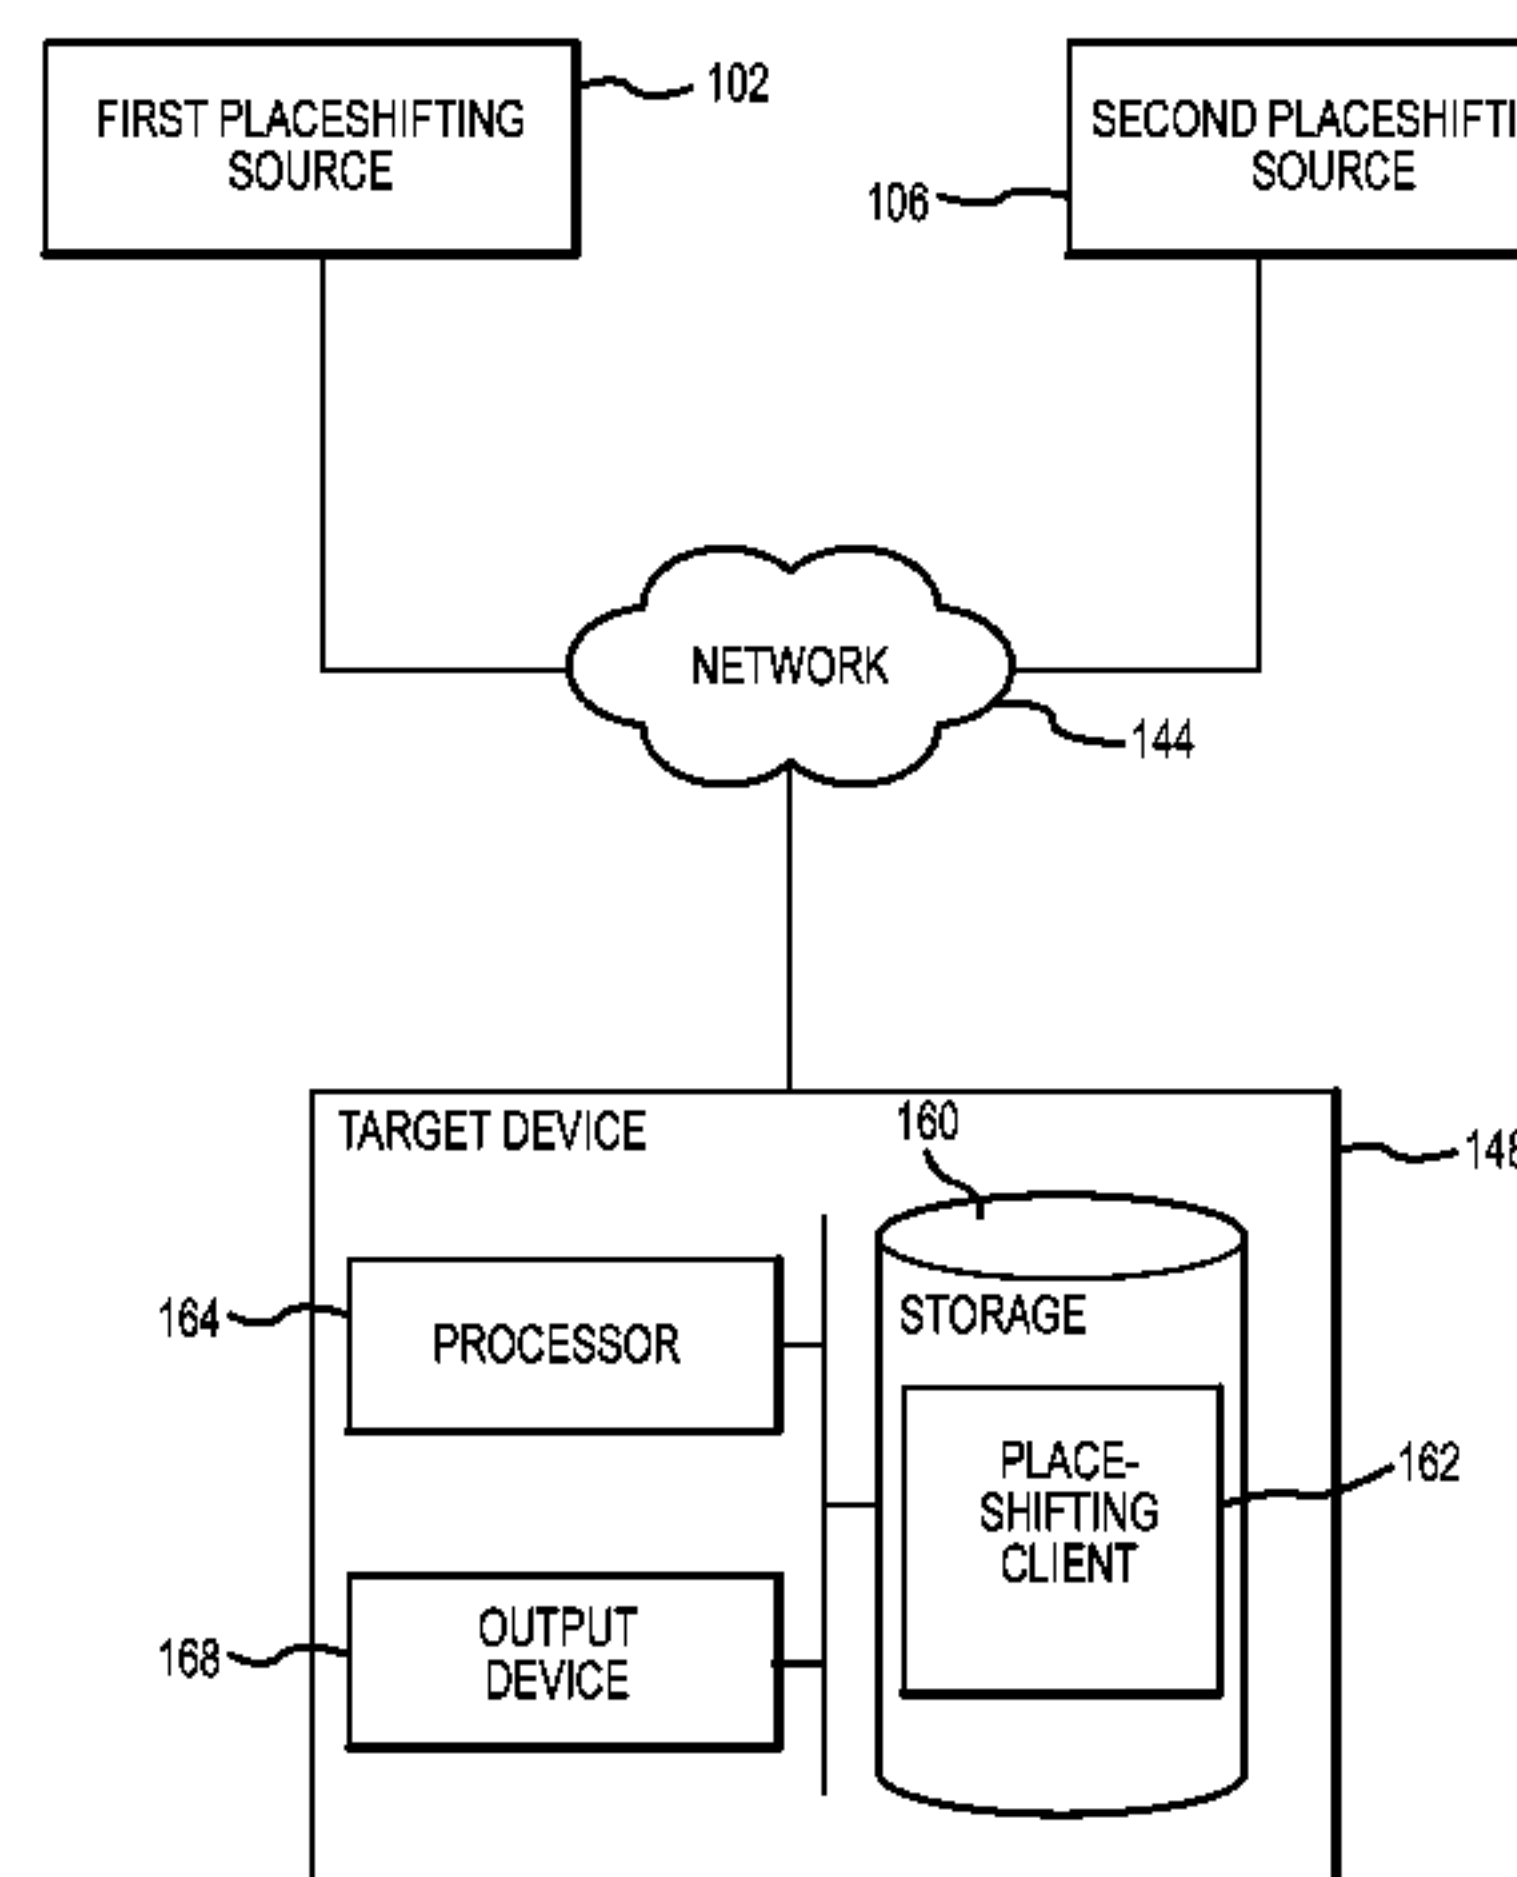 FIRST PLACESHIFTING
SOURCE
102
SECOND
SOURCE
106
NETWORK
144
TARGET DEVICE
160
164
PROCESSOR
STORAGE
PLACE-
SHIFTING
CLIENT
162
168
OUTPUT
DEVICE